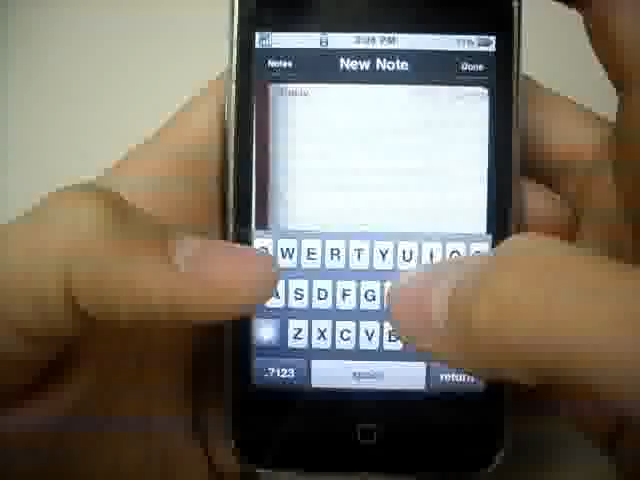 Notes New Note Done
W E R T Y U I O
A S D F G
Z X C V B
.?123 space return